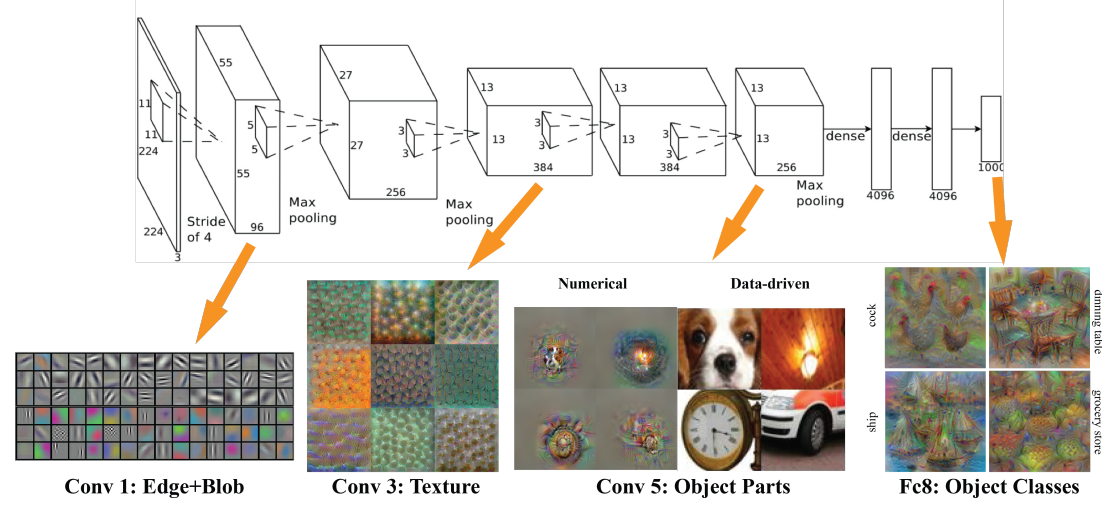 55
27
13
13
13
11
5
3
3
3
11
5
3
3
3
27
13
13
13
dense
dense
224
55
384
384
256
1000
256
4096
4096
Max
pooling
Max
pooling
Max
pooling
Stride
of 4
96
224
3
Numerical
Data-driven
cock
dinning table
ship
grocery store
Conv 1: Edge+Blob
Conv 3: Texture
Conv 5: Object Parts
Fc8: Object Classes